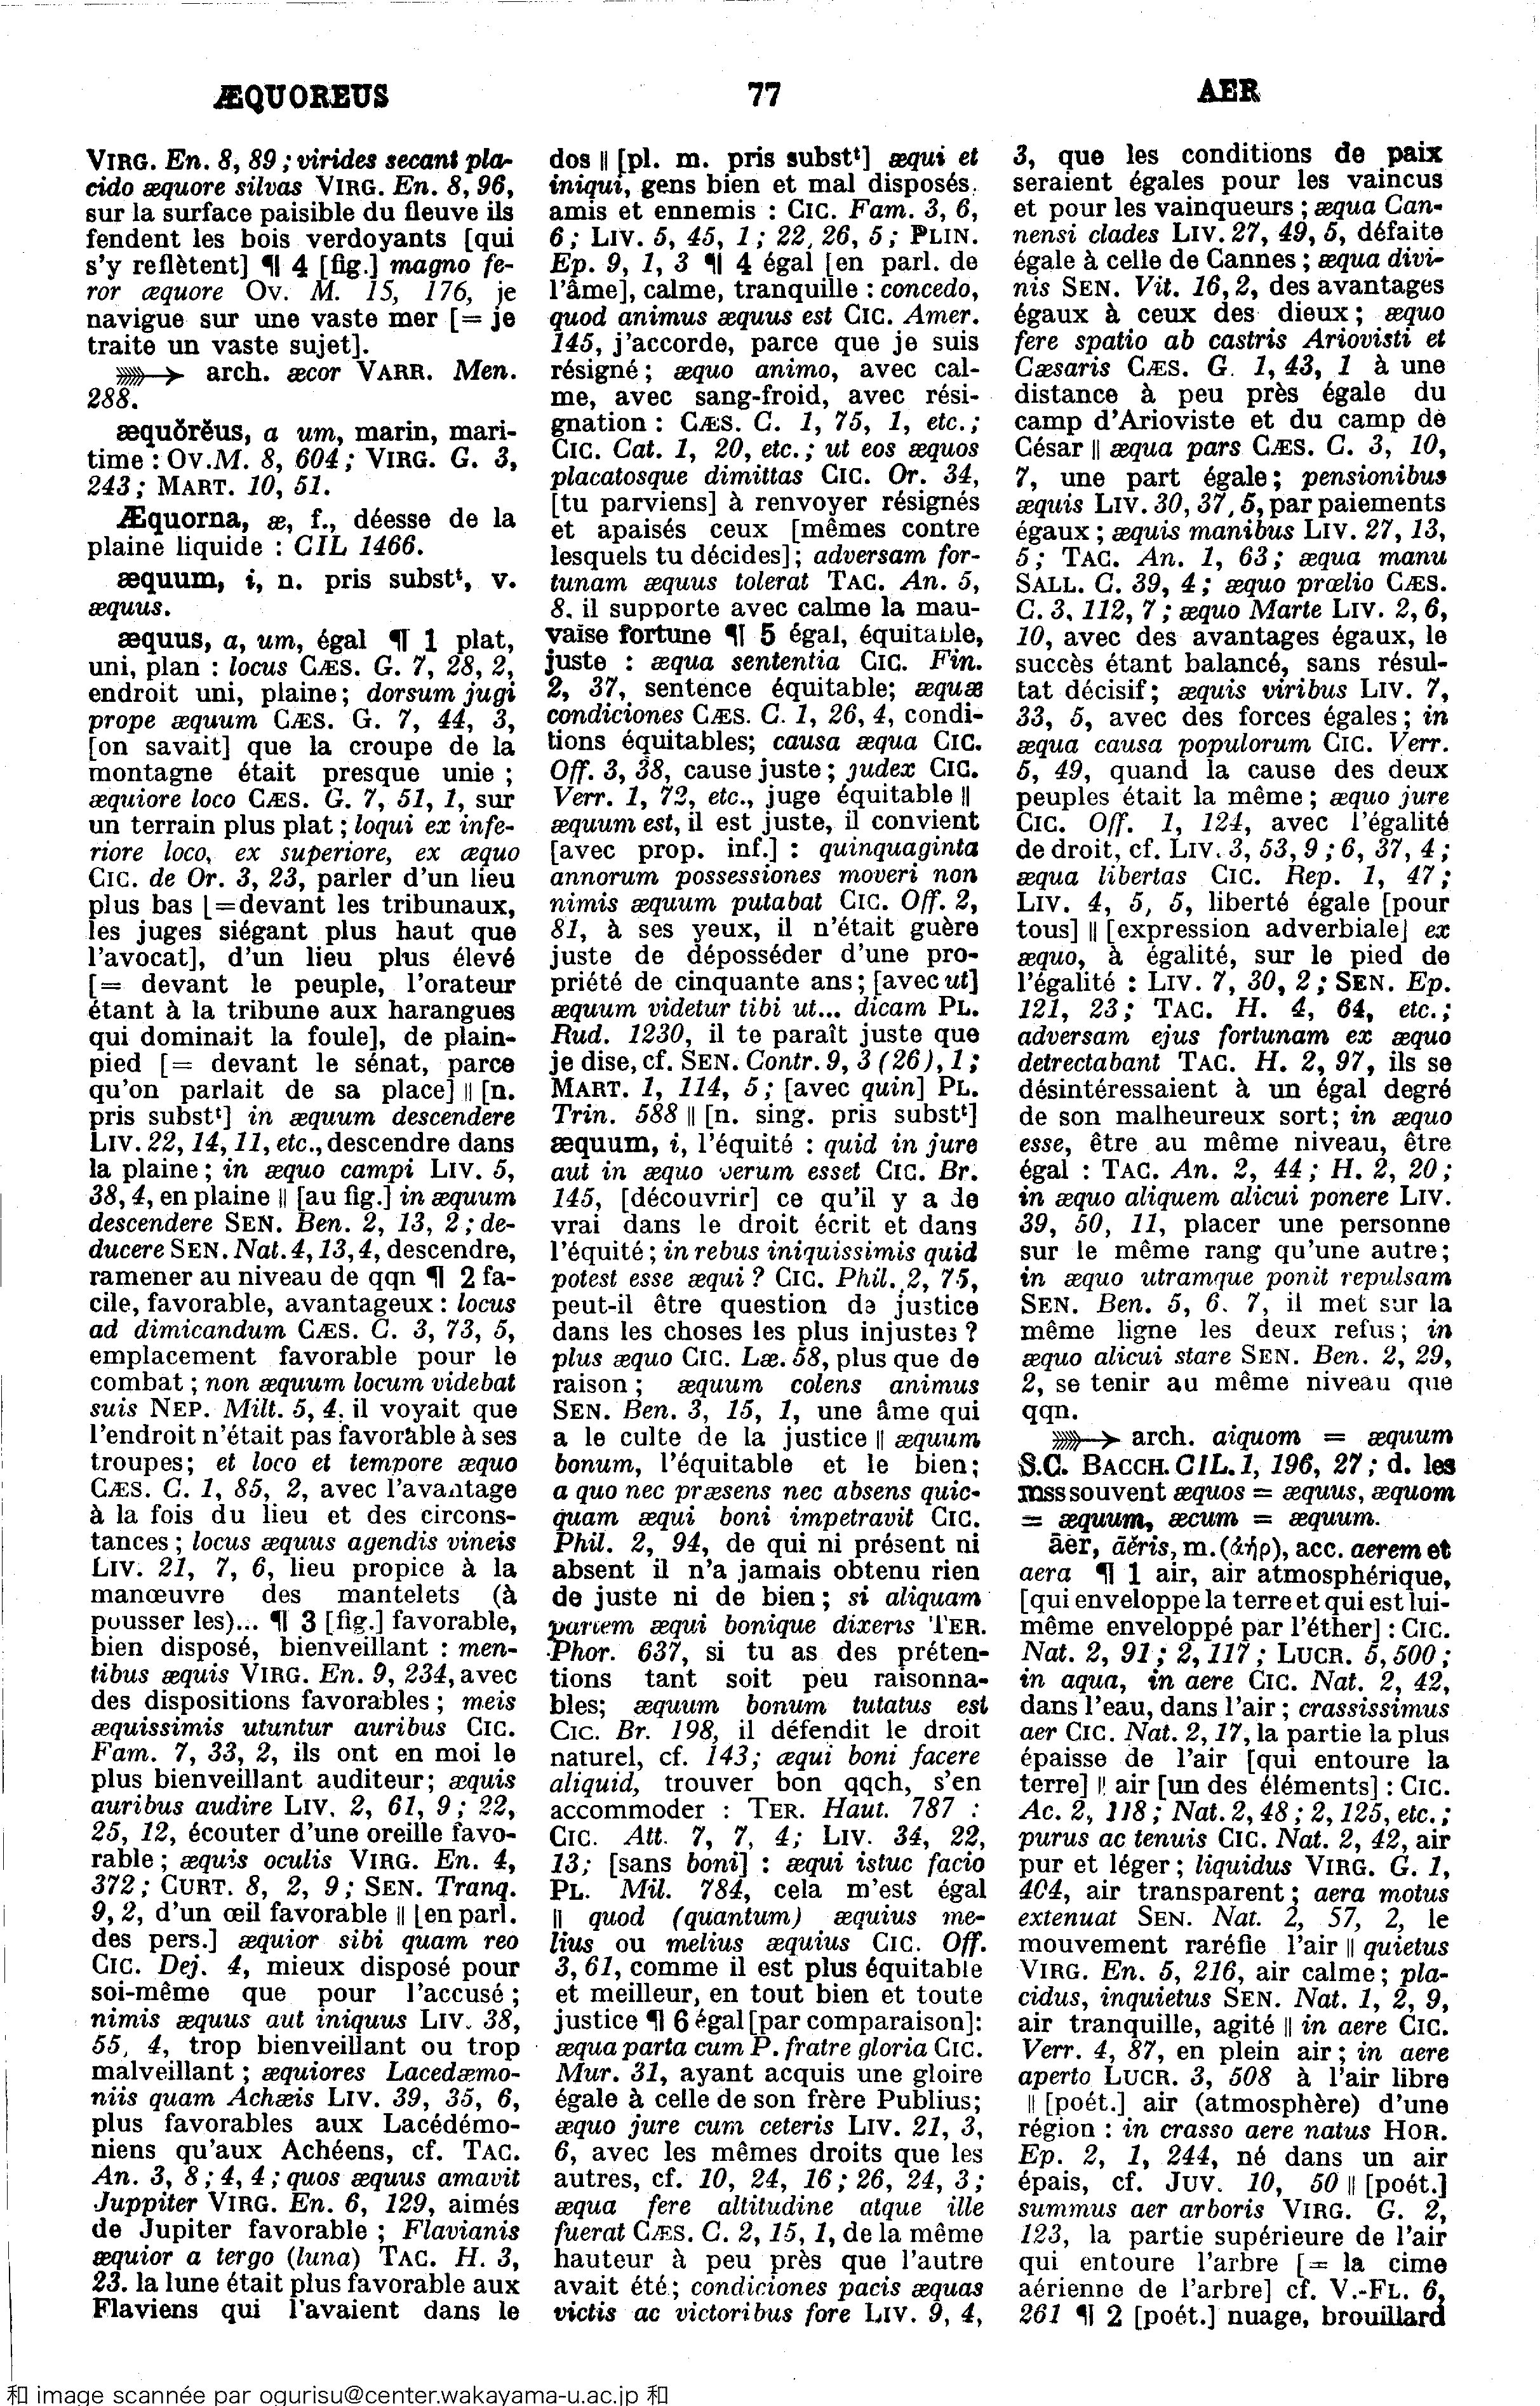 ÆQUOREUS
77
AER
VIRG. En. 8, 89 ; virides secant pla-
cido æquore silvas VIRG. En. 8, 96,
sur la surface paisible du fleuve ils
fendent les bois verdoyants [qui
s'y reflètent] ¶ 4 [fig.] magno fe-
ror æquore OV. M. 15, 176, je
navigue sur une vaste mer [= je
traite un vaste sujet].
⟫⟶ arch. æcor VARR. Men.
288.
æquŏrĕus, a um, marin, mari-
time : OV. M. 8, 604 ; VIRG. G. 3,
243 ; MART. 10, 51.
Æquorna, æ, f., déesse de la
plaine liquide : CIL 1466.
æquum, i, n. pris substᵗ, v.
æquus.
æquus, a, um, égal ¶ 1 plat,
uni, plan : locus CÆS. G. 7, 28, 2,
endroit uni, plaine ; dorsum jugi
prope æquum CÆS. G. 7, 44, 3,
[on savait] que la croupe de la
montagne était presque unie ;
æquiore loco CÆS. G. 7, 51, 1, sur
un terrain plus plat ; loqui ex infe-
riore loco, ex superiore, ex æquo
CIC. de Or. 3, 23, parler d'un lieu
plus bas [=devant les tribunaux,
les juges siégant plus haut que
l'avocat], d'un lieu plus élevé
[= devant le peuple, l'orateur
étant à la tribune aux harangues
qui dominait la foule], de plain-
pied [= devant le sénat, parce
qu'on parlait de sa place] || [n.
pris substᵗ] in æquum descendere
LIV. 22, 14, 11, etc., descendre dans
la plaine ; in æquo campi LIV. 5,
38, 4, en plaine || [au fig.] in æquum
descendere SEN. Ben. 2, 13, 2 ; de-
ducere SEN. Nat. 4, 13, 4, descendre,
ramener au niveau de qqn ¶ 2 fa-
cile, favorable, avantageux : locus
ad dimicandum CÆS. C. 3, 73, 5,
emplacement favorable pour le
combat ; non æquum locum videbat
suis NEP. Milt. 5, 4. il voyait que
l'endroit n'était pas favorable à ses
troupes ; et loco et tempore æquo
CÆS. C. 1, 85, 2, avec l'avantage
à la fois du lieu et des circons-
tances ; locus æquus agendis vineis
LIV. 21, 7, 6, lieu propice à la
manœuvre des mantelets (à
pousser les)... ¶ 3 [fig.] favorable,
bien disposé, bienveillant : men-
tibus æquis VIRG. En. 9, 234, avec
des dispositions favorables ; meis
æquissimis utuntur auribus CIC.
Fam. 7, 33, 2, ils ont en moi le
plus bienveillant auditeur ; æquis
auribus audire LIV. 2, 61, 9 ; 22,
25, 12, écouter d'une oreille favo-
rable ; æquis oculis VIRG. En. 4,
372 ; CURT. 8, 2, 9 ; SEN. Tranq.
9, 2, d'un œil favorable || [en parl.
des pers.] æquior sibi quam reo
CIC. Dej. 4, mieux disposé pour
soi-même que pour l'accusé ;
nimis æquus aut iniquus LIV. 38,
55, 4, trop bienveillant ou trop
malveillant ; æquiores Lacedæmo-
niis quam Achæis LIV. 39, 35, 6,
plus favorables aux Lacédémo-
niens qu'aux Achéens, cf. TAC.
An. 3, 8 ; 4, 4 ; quos æquus amavit
Juppiter VIRG. En. 6, 129, aimés
de Jupiter favorable ; Flavianis
æquior a tergo (luna) TAC. H. 3,
23. la lune était plus favorable aux
Flaviens qui l'avaient dans le
dos || [pl. m. pris substᵗ] æqui et
iniqui, gens bien et mal disposés.
amis et ennemis : CIC. Fam. 3, 6,
6 ; LIV. 5, 45, 1 ; 22, 26, 5 ; PLIN.
Ep. 9, 1, 3 ¶ 4 égal [en parl. de
l'âme], calme, tranquille : concedo,
quod animus æquus est CIC. Amer.
145, j'accorde, parce que je suis
résigné ; æquo animo, avec cal-
me, avec sang-froid, avec rési-
gnation : CÆS. C. 1, 75, 1, etc. ;
CIC. Cat. 1, 20, etc. ; ut eos æquos
placatosque dimittas CIC. Or. 34,
[tu parviens] à renvoyer résignés
et apaisés ceux [mêmes contre
lesquels tu décides] ; adversam for-
tunam æquus tolerat TAC. An. 5,
8. il supporte avec calme la mau-
vaise fortune ¶ 5 égal, équitable,
juste : æqua sententia CIC. Fin.
2, 37, sentence équitable ; æquæ
condiciones CÆS. C. 1, 26, 4, condi-
tions équitables ; causa æqua CIC.
Off. 3, 38, cause juste ; judex CIC.
Verr. 1, 72, etc., juge équitable ||
æquum est, il est juste, il convient
[avec prop. inf.] : quinquaginta
annorum possessiones moveri non
nimis æquum putabat CIC. Off. 2,
81, à ses yeux, il n'était guère
juste de déposséder d'une pro-
priété de cinquante ans ; [avec ut]
æquum videtur tibi ut... dicam PL.
Rud. 1230, il te paraît juste que
je dise, cf. SEN. Contr. 9, 3 (26), 1 ;
MART. 1, 114, 5 ; [avec quin] PL.
Trin. 588 || [n. sing. pris substᵗ]
æquum, i, l'équité : quid in jure
aut in æquo verum esset CIC. Br.
145, [découvrir] ce qu'il y a de
vrai dans le droit écrit et dans
l'équité ; in rebus iniquissimis quid
potest esse æqui ? CIC. Phil. 2, 75,
peut-il être question de justice
dans les choses les plus injustes ?
plus æquo CIC. Læ. 58, plus que de
raison ; æquum colens animus
SEN. Ben. 3, 15, 1, une âme qui
a le culte de la justice || æquum
bonum, l'équitable et le bien ;
a quo nec præsens nec absens quic-
quam æqui boni impetravit CIC.
Phil. 2, 94, de qui ni présent ni
absent il n'a jamais obtenu rien
de juste ni de bien ; si aliquam
partem æqui bonique dixeris TER.
Phor. 637, si tu as des préten-
tions tant soit peu raisonna-
bles ; æquum bonum tutatus est
CIC. Br. 198, il défendit le droit
naturel, cf. 143 ; æqui boni facere
aliquid, trouver bon qqch, s'en
accommoder : TER. Haut. 787 :
CIC. Att. 7, 7, 4 ; LIV. 34, 22,
13 ; [sans boni] : æqui istuc facio
PL. Mil. 784, cela m'est égal
|| quod (quantum) æquius me-
lius ou melius æquius CIC. Off.
3, 61, comme il est plus équitable
et meilleur, en tout bien et toute
justice ¶ 6 égal [par comparaison]:
æqua parta cum P. fratre gloria CIC.
Mur. 31, ayant acquis une gloire
égale à celle de son frère Publius ;
æquo jure cum ceteris LIV. 21, 3,
6, avec les mêmes droits que les
autres, cf. 10, 24, 16 ; 26, 24, 3 ;
æqua fere altitudine atque ille
fuerat CÆS. C. 2, 15, 1, de la même
hauteur à peu près que l'autre
avait été ; condiciones pacis æquas
victis ac victoribus fore LIV. 9, 4,
3, que les conditions de paix
seraient égales pour les vaincus
et pour les vainqueurs ; æqua Can-
nensi clades LIV. 27, 49, 5, défaite
égale à celle de Cannes ; æqua divi-
nis SEN. Vit. 16, 2, des avantages
égaux à ceux des dieux ; æquo
fere spatio ab castris Ariovisti et
Cæsaris CÆS. G. 1, 43, 1 à une
distance à peu près égale du
camp d'Arioviste et du camp de
César || æqua pars CÆS. C. 3, 10,
7, une part égale ; pensionibus
æquis LIV. 30, 37, 5, par paiements
égaux ; æquis manibus LIV. 27, 13,
5 ; TAC. An. 1, 63 ; æqua manu
SALL. C. 39, 4 ; æquo prœlio CÆS.
C. 3, 112, 7 ; æquo Marte LIV. 2, 6,
10, avec des avantages égaux, le
succès étant balancé, sans résul-
tat décisif ; æquis viribus LIV. 7,
33, 5, avec des forces égales ; in
æqua causa populorum CIC. Verr.
5, 49, quand la cause des deux
peuples était la même ; æquo jure
CIC. Off. 1, 124, avec l'égalité
de droit, cf. LIV. 3, 53, 9 ; 6, 37, 4 ;
æqua libertas CIC. Rep. 1, 47 ;
LIV. 4, 5, 5, liberté égale [pour
tous] || [expression adverbiale] ex
æquo, à égalité, sur le pied de
l'égalité : LIV. 7, 30, 2 ; SEN. Ep.
121, 23 ; TAC. H. 4, 64, etc. ;
adversam ejus fortunam ex æquo
detrectabant TAC. H. 2, 97, ils se
désintéressaient à un égal degré
de son malheureux sort ; in æquo
esse, être au même niveau, être
égal : TAC. An. 2, 44 ; H. 2, 20 ;
in æquo aliquem alicui ponere LIV.
39, 50, 11, placer une personne
sur le même rang qu'une autre ;
in æquo utramque ponit repulsam
SEN. Ben. 5, 6. 7, il met sur la
même ligne les deux refus ; in
æquo alicui stare SEN. Ben. 2, 29,
2, se tenir au même niveau que
qqn.
⟫⟶ arch. aiquom = æquum
S.C. BACCH. CIL. 1, 196, 27 ; d. les
mss souvent æquos = æquus, æquom
= æquum, æcum = æquum.
āēr, āĕris, m. (ἀήρ), acc. aerem et
aera ¶ 1 air, air atmosphérique,
[qui enveloppe la terre et qui est lui-
même enveloppé par l'éther] : CIC.
Nat. 2, 91 ; 2, 117 ; LUCR. 5, 500 ;
in aqua, in aere CIC. Nat. 2, 42,
dans l'eau, dans l'air ; crassissimus
aer CIC. Nat. 2, 17, la partie la plus
épaisse de l'air [qui entoure la
terre] || air [un des éléments] : CIC.
Ac. 2, 118 ; Nat. 2, 48 ; 2, 125, etc. ;
purus ac tenuis CIC. Nat. 2, 42, air
pur et léger ; liquidus VIRG. G. 1,
404, air transparent ; aera motus
extenuat SEN. Nat. 2, 57, 2, le
mouvement raréfie l'air || quietus
VIRG. En. 5, 216, air calme ; pla-
cidus, inquietus SEN. Nat. 1, 2, 9,
air tranquille, agité || in aere CIC.
Verr. 4, 87, en plein air ; in aere
aperto LUCR. 3, 508 à l'air libre
|| [poét.] air (atmosphère) d'une
région : in crasso aere natus HOR.
Ep. 2, 1, 244, né dans un air
épais, cf. JUV. 10, 50 || [poét.]
summus aer arboris VIRG. G. 2,
123, la partie supérieure de l'air
qui entoure l'arbre [= la cime
aérienne de l'arbre] cf. V.-FL. 6,
261 ¶ 2 [poét.] nuage, brouillard
和 image scannée par ogurisu@center.wakayama-u.ac.jp 和